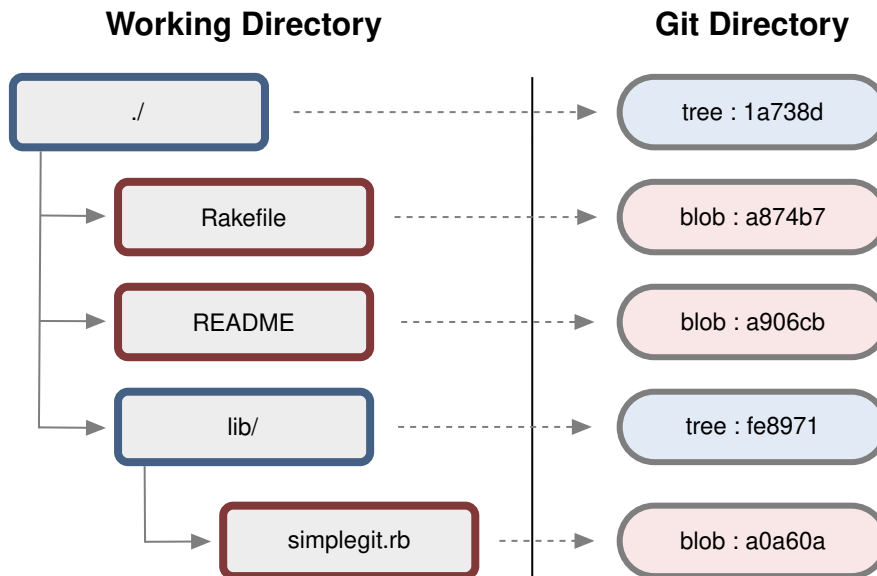 Working Directory
Git Directory
./
tree : 1a738d
Rakefile
blob : a874b7
README
blob : a906cb
lib/
tree : fe8971
simplegit.rb
blob : a0a60a